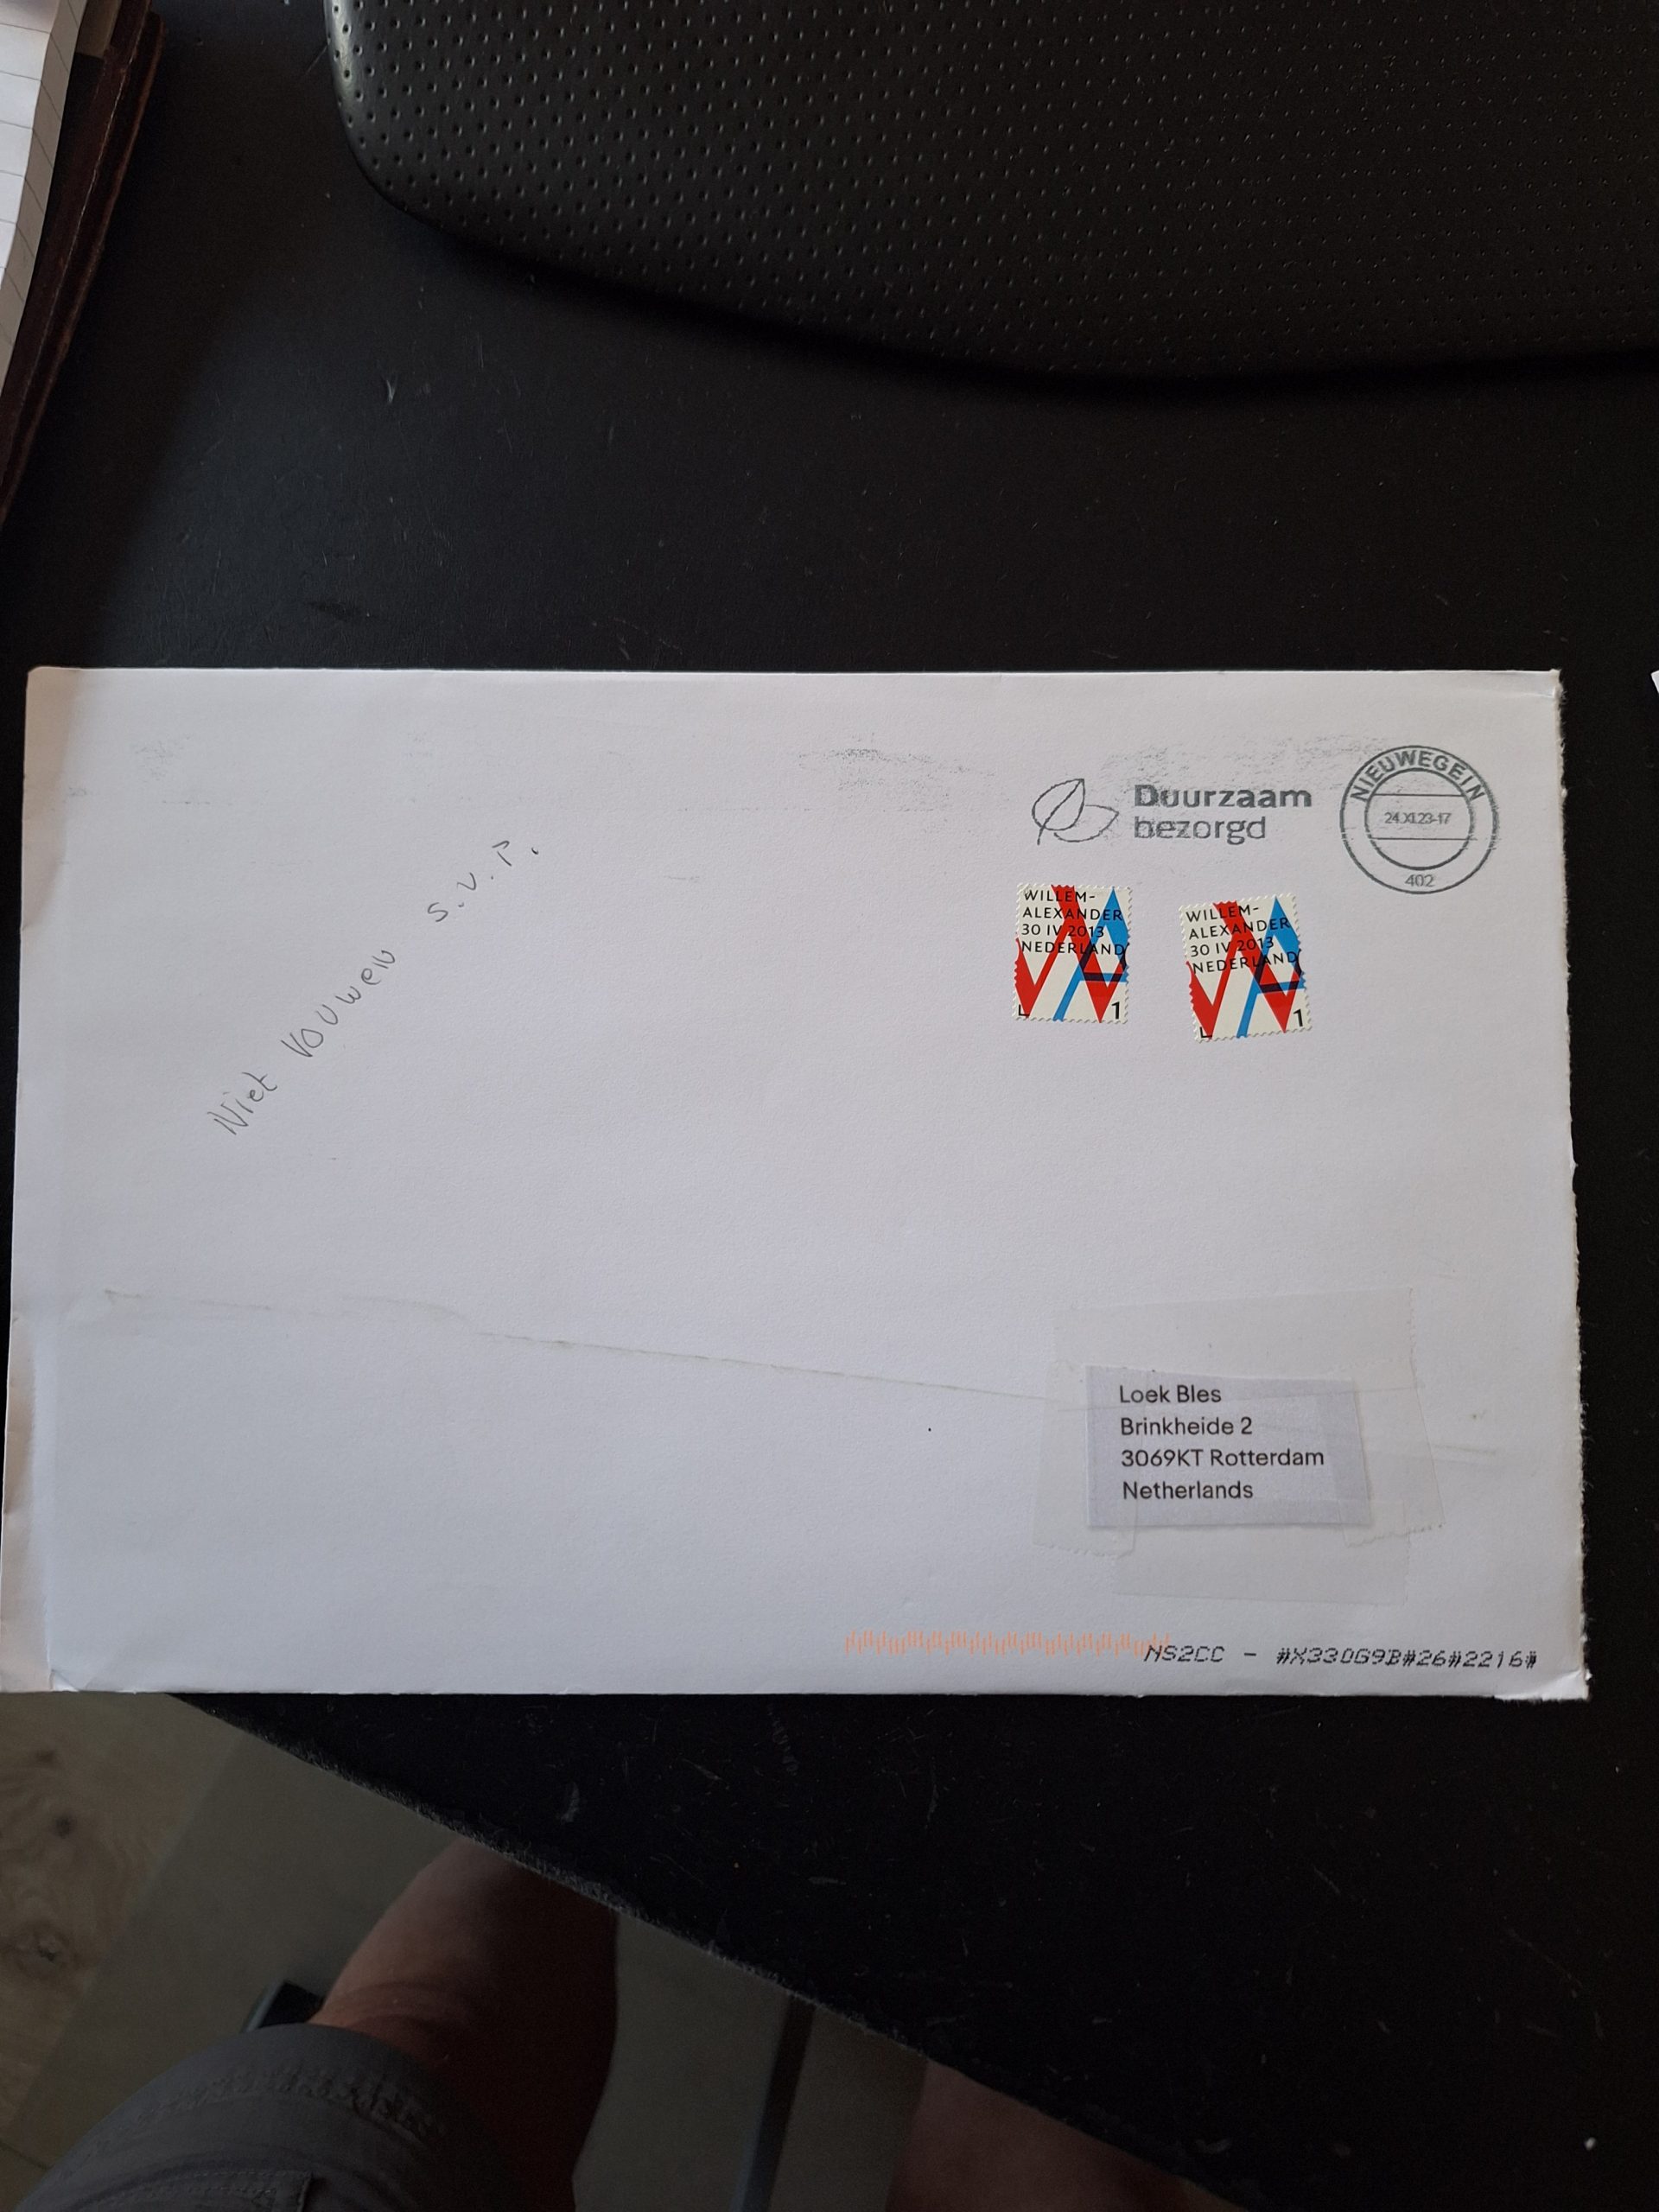 Duurzaam
bezorgd
NIEUWEGEIN
24.XI.23-17
402
WILLEM-
ALEXANDER
30 IV 2013
NEDERLAND
1
WILLEM-
ALEXANDER
30 IV 2013
NEDERLAND
1
Niet vouwen s.v.p.
Loek Bles
Brinkheide 2
3069KT Rotterdam
Netherlands
NS2CC - #X330G9B#26#2216#